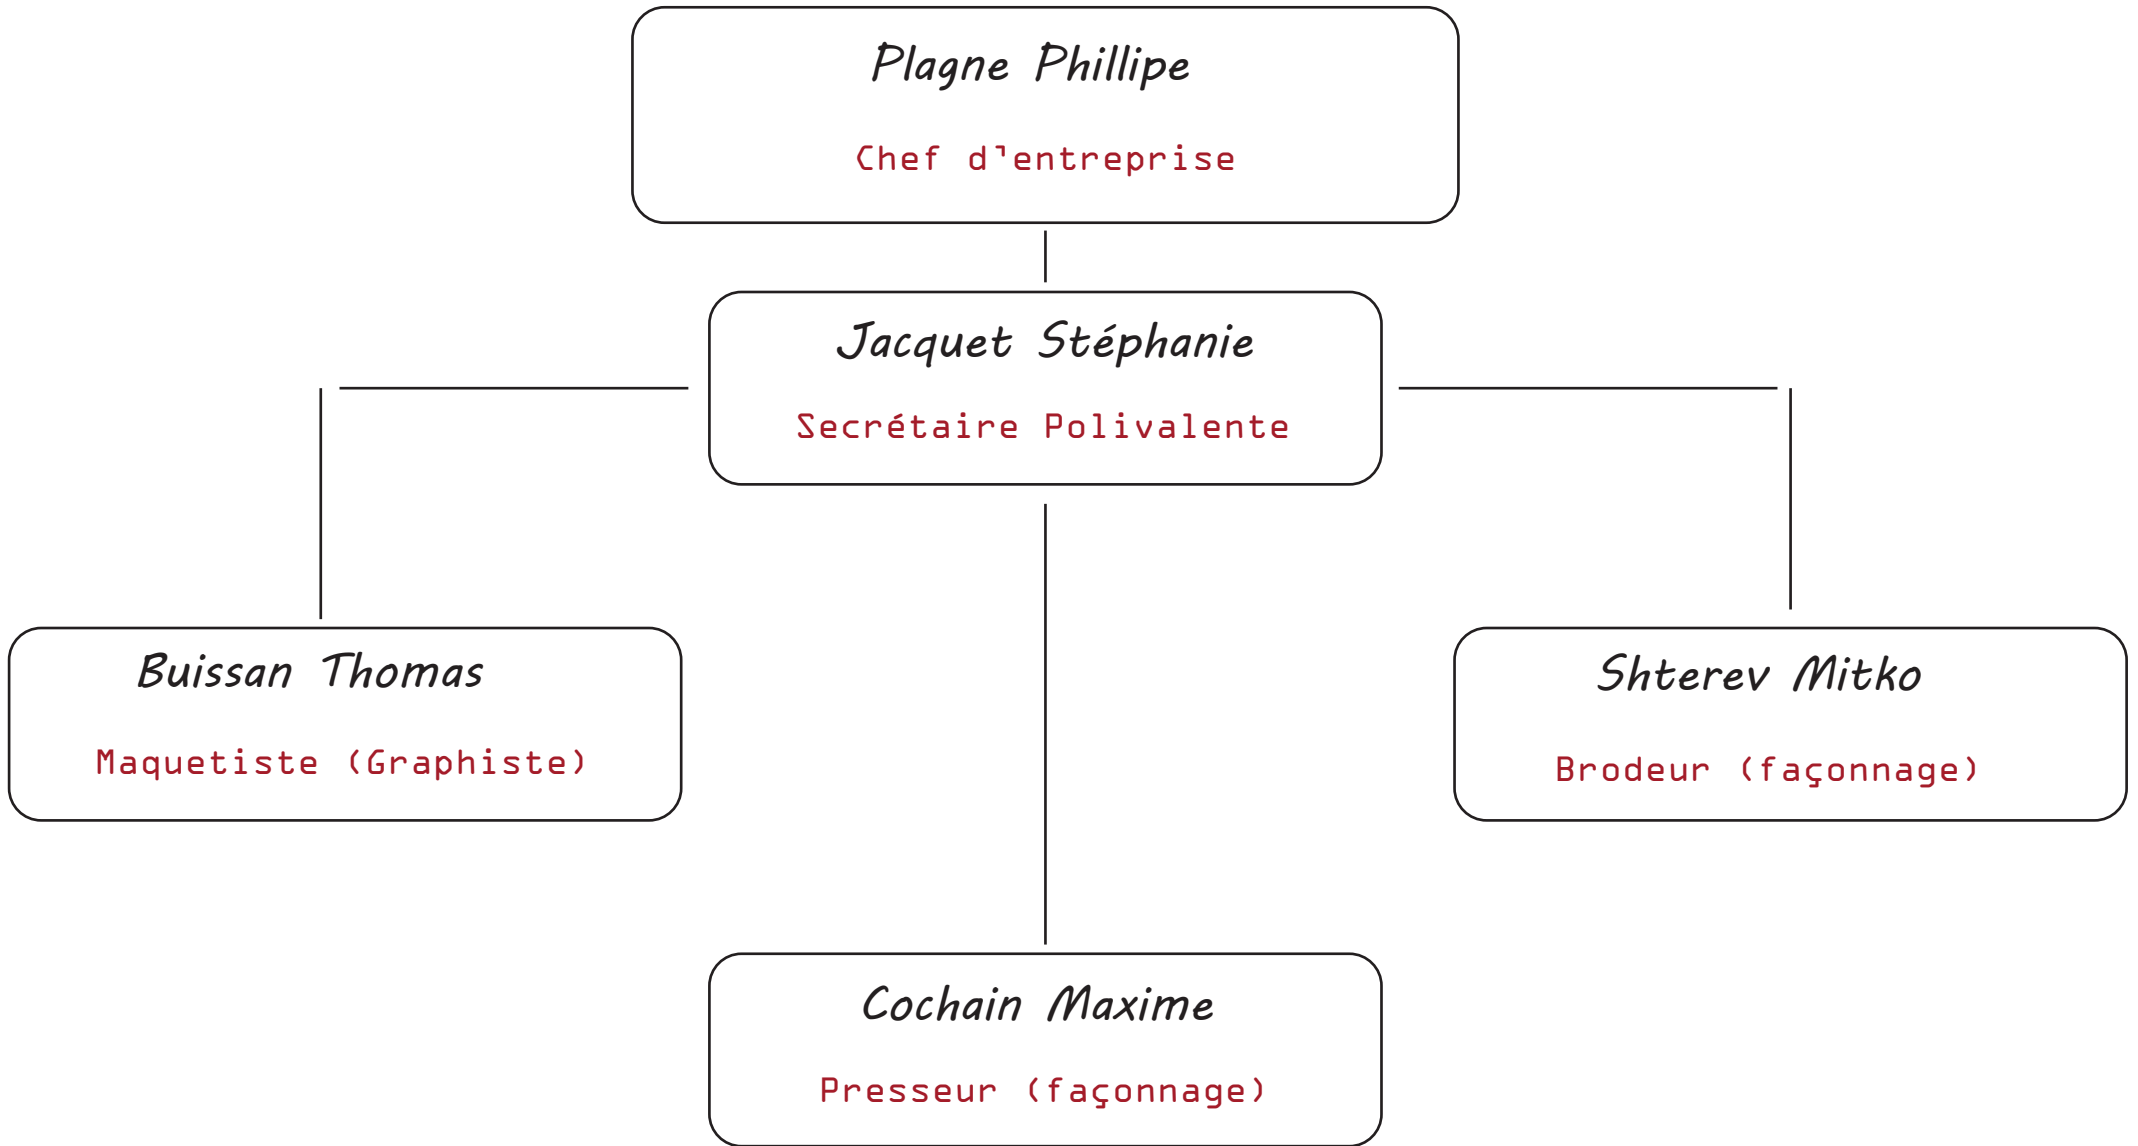 Plagne Phillipe
Chef d'entreprise
Jacquet Stéphanie
Secrétaire Polivalente
Buissan Thomas
Maquetiste (Graphiste)
Shterev Mitko
Brodeur (façonnage)
Cochain Maxime
Presseur (façonnage)